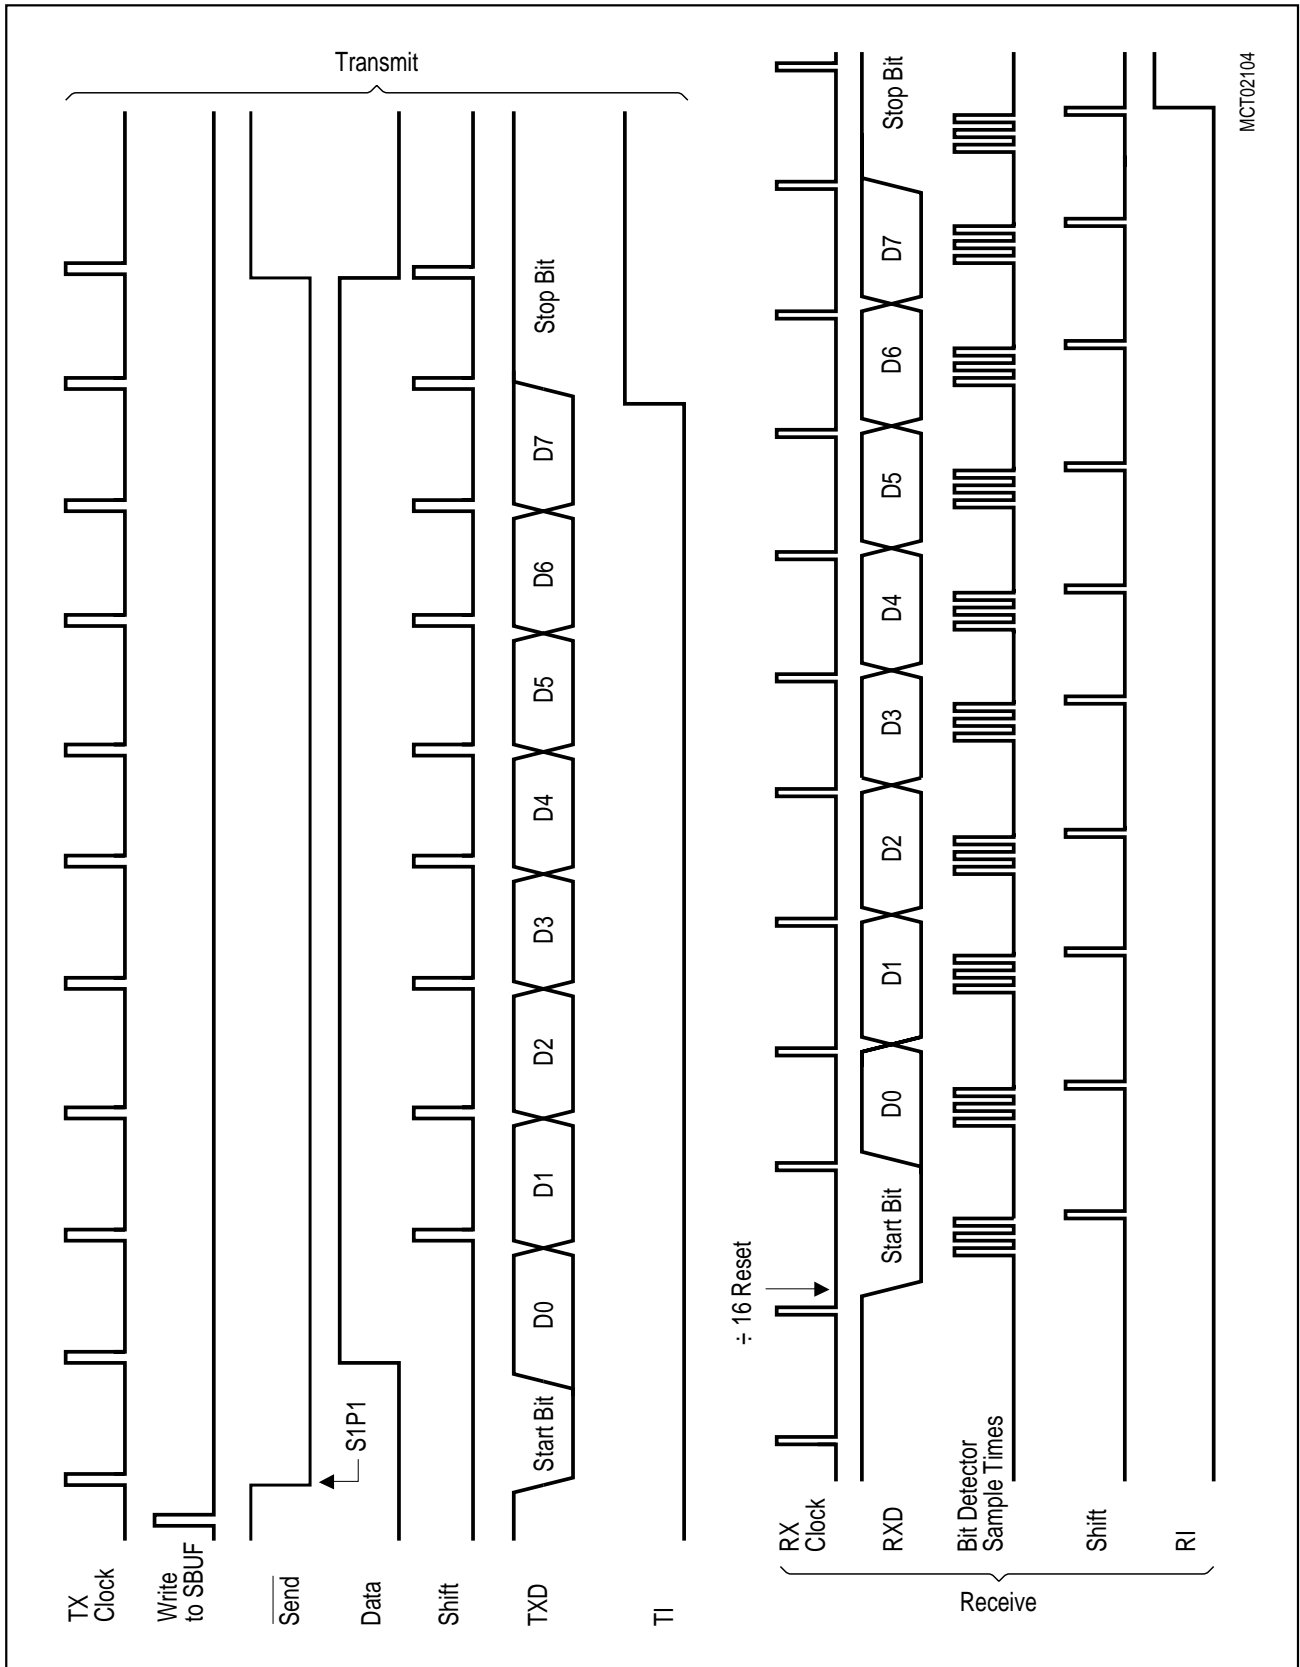 Transmit
TX
Clock
Write
to SBUF
Send
S1P1
Data
Shift
TXD
Start Bit
D0
D1
D2
D3
D4
D5
D6
D7
Stop Bit
TI
÷ 16 Reset
RX
Clock
RXD
Start Bit
D0
D1
D2
D3
D4
D5
D6
D7
Stop Bit
Bit Detector
Sample Times
Shift
RI
Receive
MCT02104